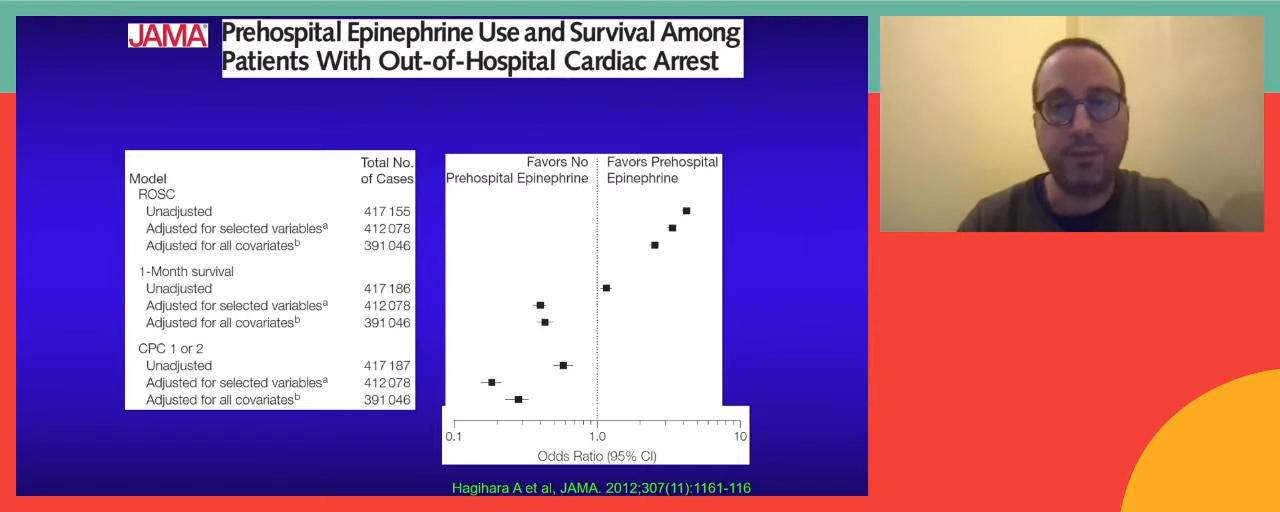 JAMA
Prehospital Epinephrine Use and Survival Among
Patients With Out-of-Hospital Cardiac Arrest
Model
Total No.
of Cases
ROSC
Unadjusted 417 155
Adjusted for selected variablesᵃ 412 078
Adjusted for all covariatesᵇ 391 046
1-Month survival
Unadjusted 417 186
Adjusted for selected variablesᵃ 412 078
Adjusted for all covariatesᵇ 391 046
CPC 1 or 2
Unadjusted 417 187
Adjusted for selected variablesᵃ 412 078
Adjusted for all covariatesᵇ 391 046
Favors No
Prehospital Epinephrine
Favors Prehospital
Epinephrine
0.1 1.0 10
Odds Ratio (95% CI)
Hagihara A et al, JAMA. 2012;307(11):1161-116